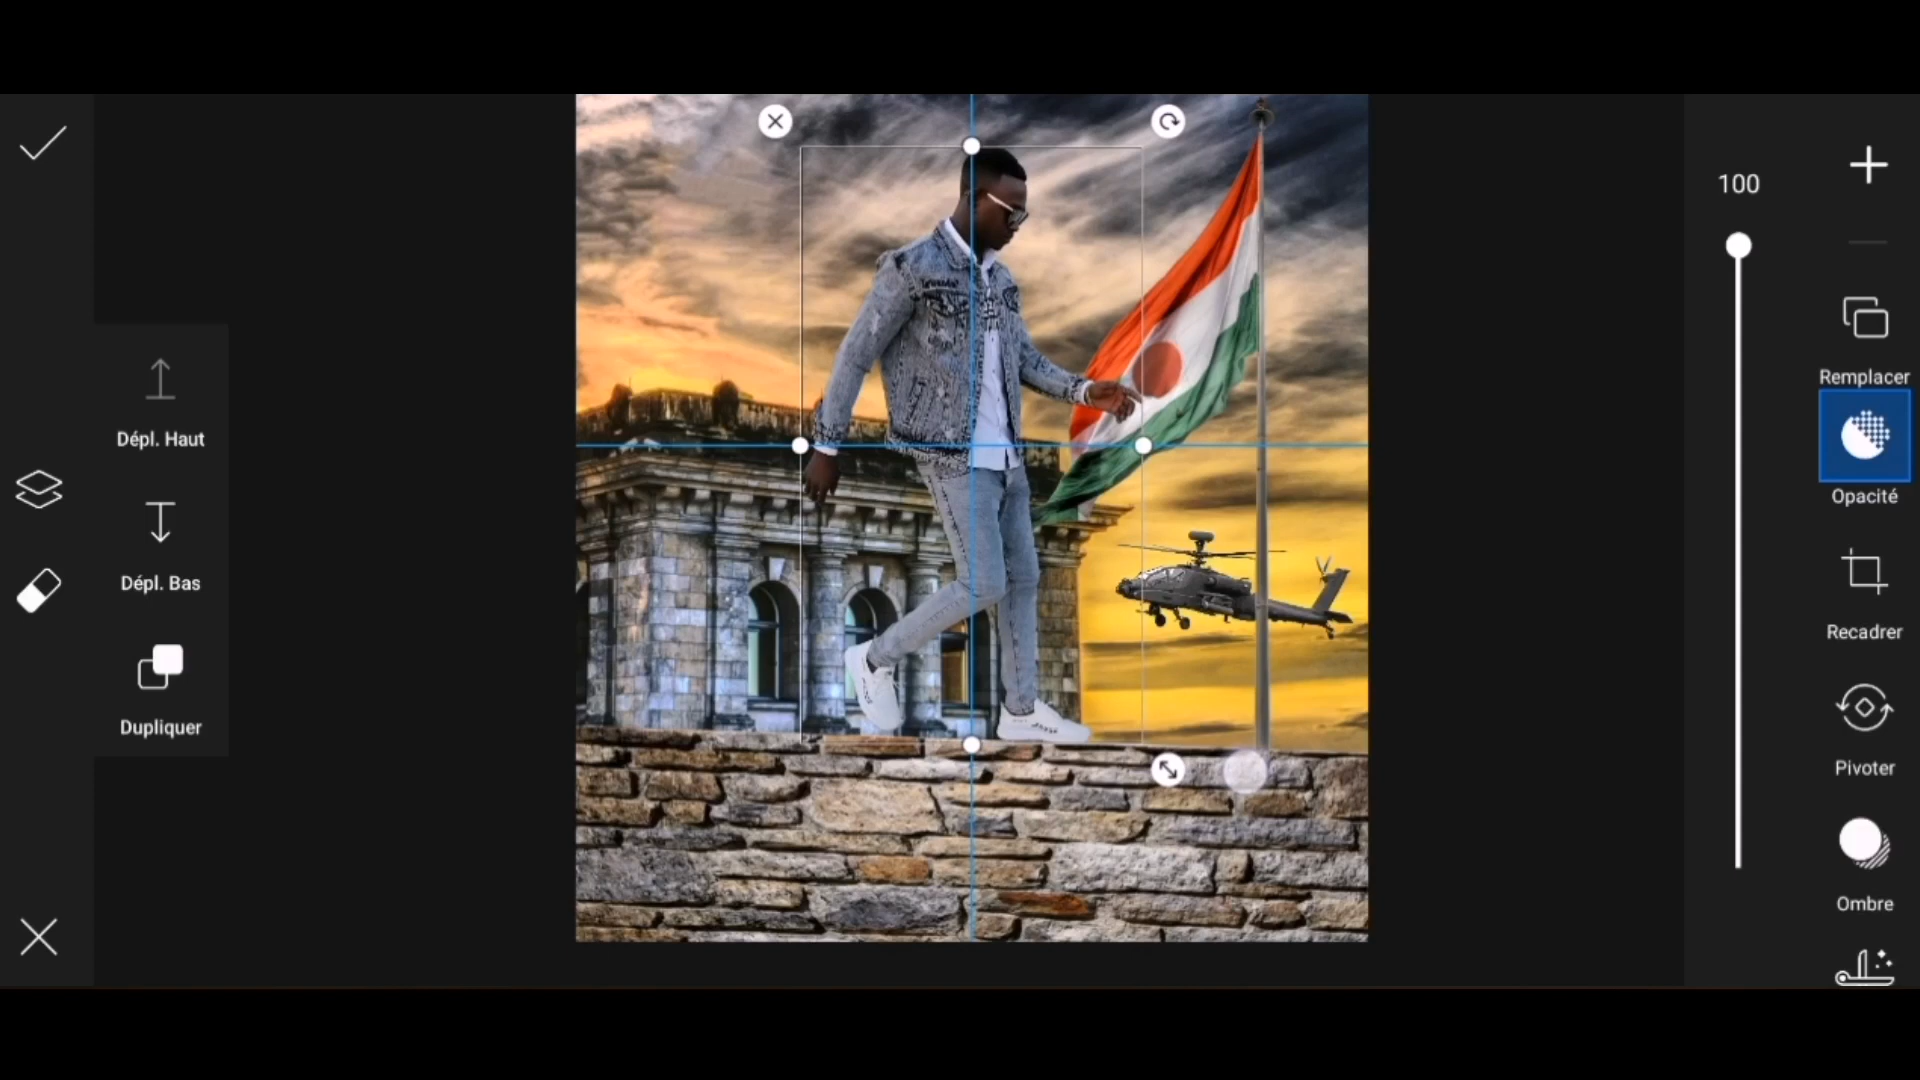 100
Remplacer
Dépl. Haut
Opacité
Dépl. Bas
Recadrer
Dupliquer
Pivoter
Ombre